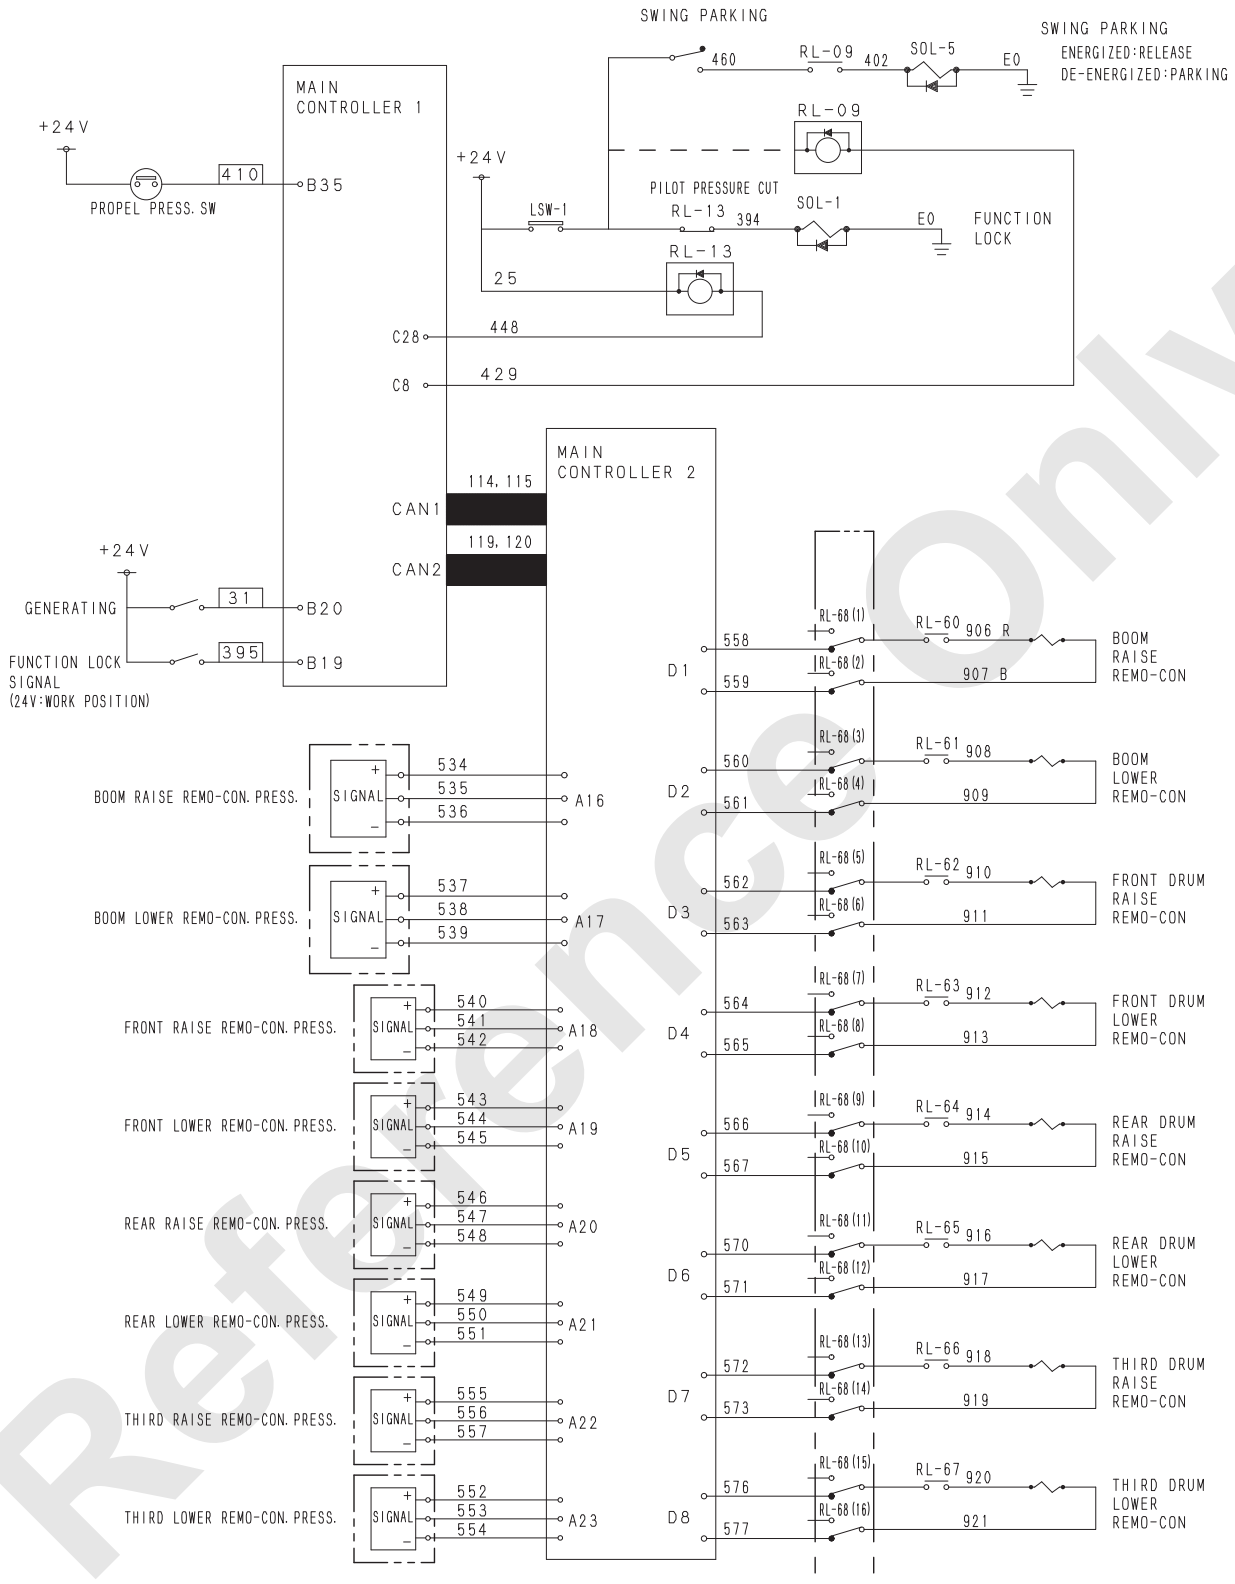 SWING PARKING
460
RL-09
402
SOL-5
E0
SWING PARKING
ENERGIZED:RELEASE
DE-ENERGIZED:PARKING
MAIN
CONTROLLER 1
+24V
410
B35
PROPEL PRESS. SW
RL-09
+24V
PILOT PRESSURE CUT
LSW-1
RL-13
394
SOL-1
E0
FUNCTION
LOCK
RL-13
25
C28
448
C8
429
MAIN
CONTROLLER 2
114, 115
CAN1
119, 120
CAN2
+24V
GENERATING
31
B20
FUNCTION LOCK
SIGNAL
(24V:WORK POSITION)
395
B19
BOOM RAISE REMO-CON. PRESS.
SIGNAL
+
−
534
535
536
A16
BOOM LOWER REMO-CON. PRESS.
SIGNAL
+
−
537
538
539
A17
FRONT RAISE REMO-CON. PRESS.
SIGNAL
+
−
540
541
542
A18
FRONT LOWER REMO-CON. PRESS.
SIGNAL
+
−
543
544
545
A19
REAR RAISE REMO-CON. PRESS.
SIGNAL
+
−
546
547
548
A20
REAR LOWER REMO-CON. PRESS.
SIGNAL
+
−
549
550
551
A21
THIRD RAISE REMO-CON. PRESS.
SIGNAL
+
−
555
556
557
A22
THIRD LOWER REMO-CON. PRESS.
SIGNAL
+
−
552
553
554
A23
D1
558
559
RL-68(1)
RL-68(2)
RL-60
906 R
907 B
BOOM
RAISE
REMO-CON
D2
560
561
RL-68(3)
RL-68(4)
RL-61
908
909
BOOM
LOWER
REMO-CON
D3
562
563
RL-68(5)
RL-68(6)
RL-62
910
911
FRONT DRUM
RAISE
REMO-CON
D4
564
565
RL-68(7)
RL-68(8)
RL-63
912
913
FRONT DRUM
LOWER
REMO-CON
D5
566
567
RL-68(9)
RL-68(10)
RL-64
914
915
REAR DRUM
RAISE
REMO-CON
D6
570
571
RL-68(11)
RL-68(12)
RL-65
916
917
REAR DRUM
LOWER
REMO-CON
D7
572
573
RL-68(13)
RL-68(14)
RL-66
918
919
THIRD DRUM
RAISE
REMO-CON
D8
576
577
RL-68(15)
RL-68(16)
RL-67
920
921
THIRD DRUM
LOWER
REMO-CON
Reference Only